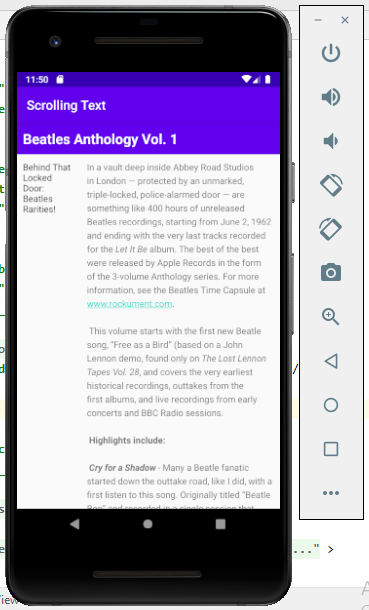 11:50
Scrolling Text
Beatles Anthology Vol. 1
Behind That
Locked
Door:
Beatles
Rarities!
In a vault deep inside Abbey Road Studios
in London — protected by an unmarked,
triple-locked, police-alarmed door — are
something like 400 hours of unreleased
Beatles recordings, starting from June 2, 1962
and ending with the very last tracks recorded
for the Let It Be album. The best of the best
were released by Apple Records in the form
of the 3-volume Anthology series. For more
information, see the Beatles Time Capsule at
www.rockument.com.
This volume starts with the first new Beatle
song, “Free as a Bird” (based on a John
Lennon demo, found only on The Lost Lennon
Tapes Vol. 28, and covers the very earliest
historical recordings, outtakes from the
first albums, and live recordings from early
concerts and BBC Radio sessions.
Highlights include:
Cry for a Shadow - Many a Beatle fanatic
started down the outtake road, like I did, with a
first listen to this song. Originally titled “Beatle
..." >